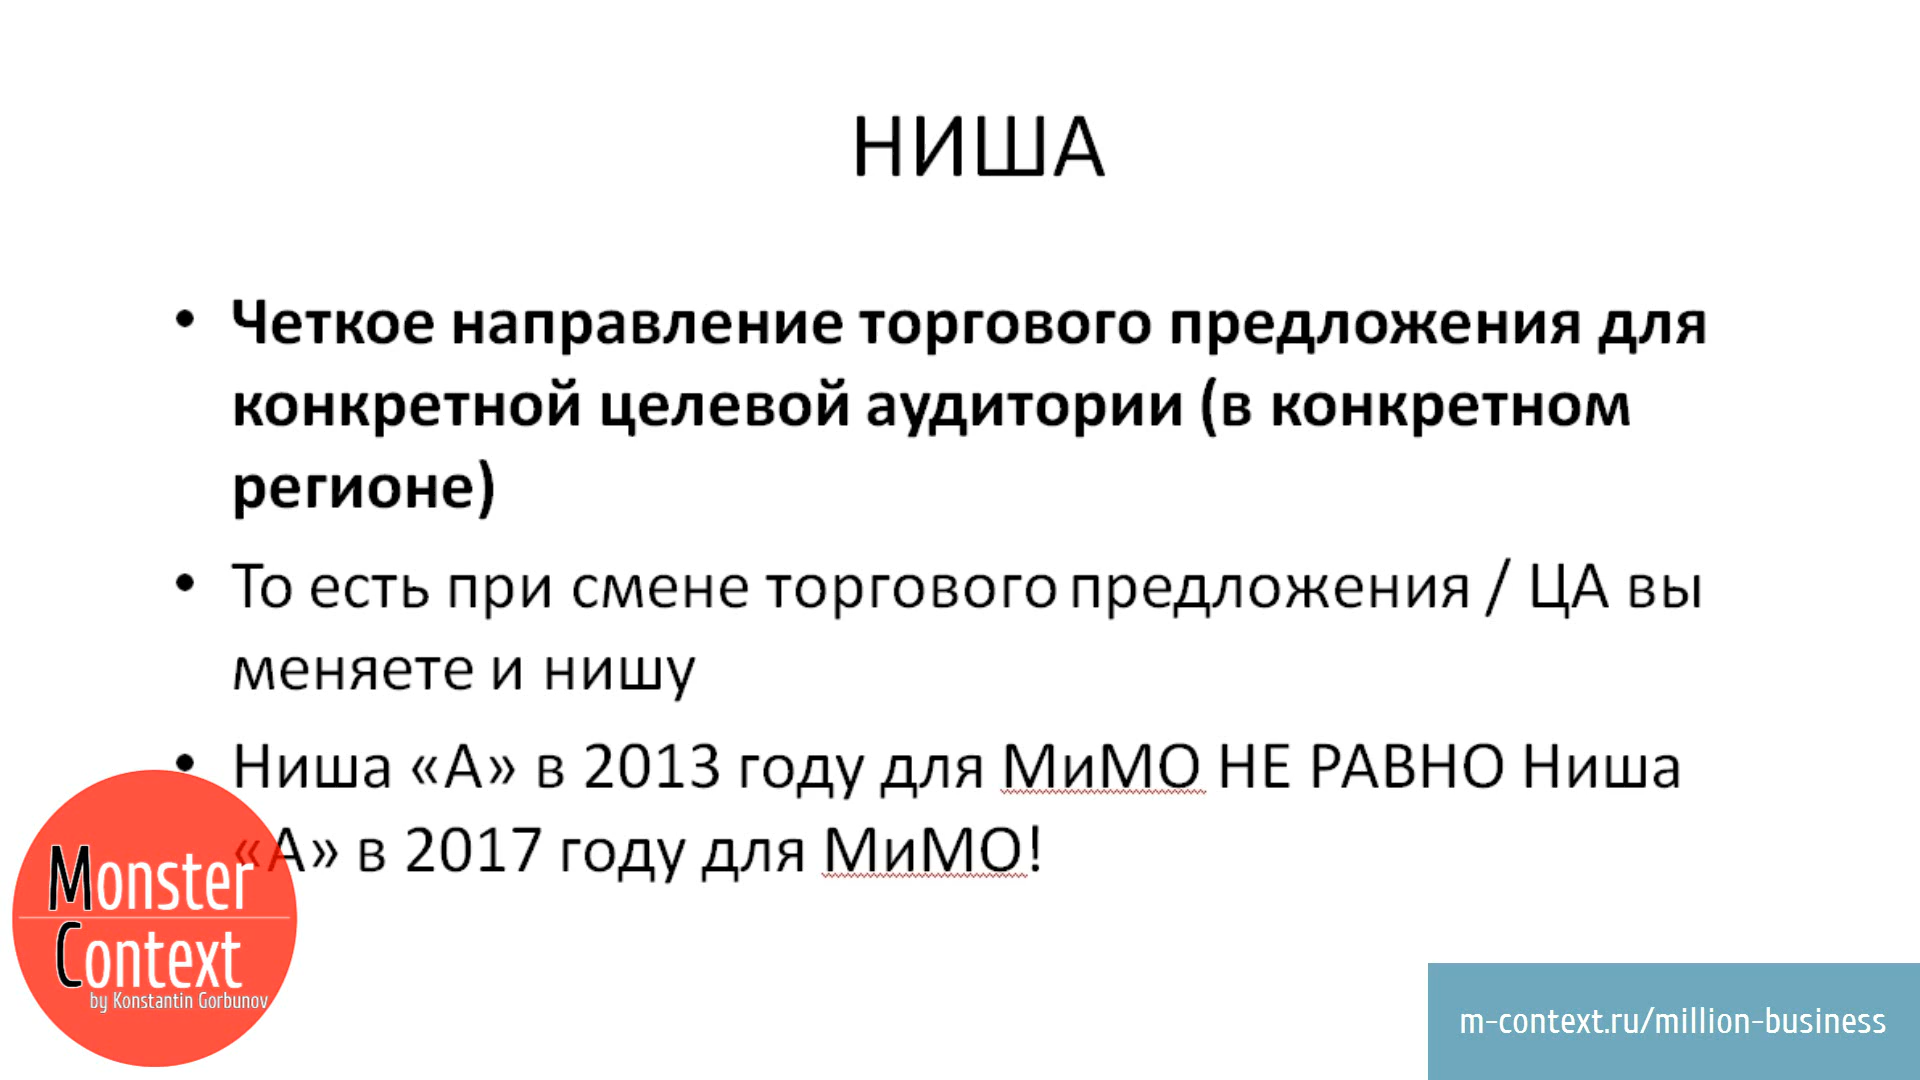 НИША
• Четкое направление торгового предложения для
конкретной целевой аудитории (в конкретном
регионе)
• То есть при смене торгового предложения / ЦА вы
меняете и нишу
• Ниша «А» в 2013 году для МиМО НЕ РАВНО Ниша
«А» в 2017 году для МиМО!
Monster
Context
by Konstantin Gorbunov
m-context.ru/million-business